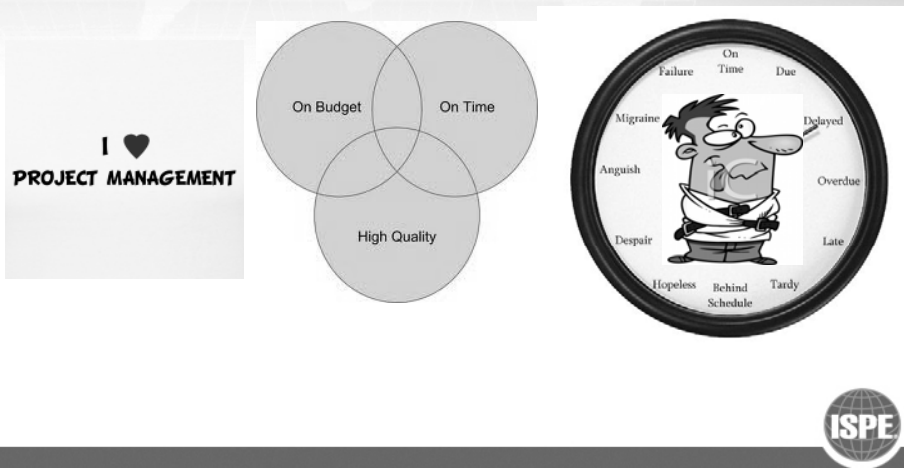 I ♥
PROJECT MANAGEMENT
On Budget
On Time
High Quality
On
Time
Due
Delayed
Overdue
Late
Tardy
Behind
Schedule
Hopeless
Despair
Anguish
Migraine
Failure
ISPE